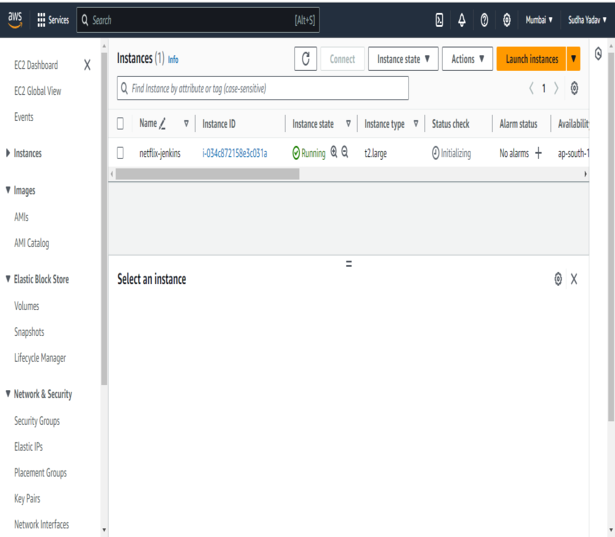 aws Services Search [Alt+S] Mumbai Sudha Yadav
EC2 Dashboard X
EC2 Global View
Events
Instances
Images
AMIs
AMI Catalog
Elastic Block Store
Volumes
Snapshots
Lifecycle Manager
Network & Security
Security Groups
Elastic IPs
Placement Groups
Key Pairs
Network Interfaces
Instances (1) Info Connect Instance state Actions Launch instances
Find Instance by attribute or tag (case-sensitive)
1
Name Instance ID Instance state Instance type Status check Alarm status Availabilit
netflix-jenkins i-034c872158e3c031a Running t2.large Initializing No alarms + ap-south-1
Select an instance X